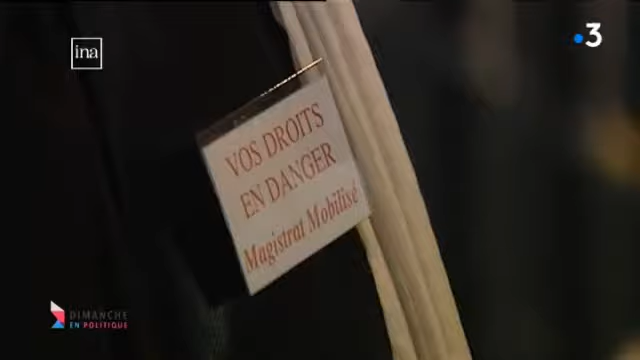 ina
3
VOS DROITS
EN DANGER
Magistrat Mobilisé
DIMANCHE
EN POLITIQUE